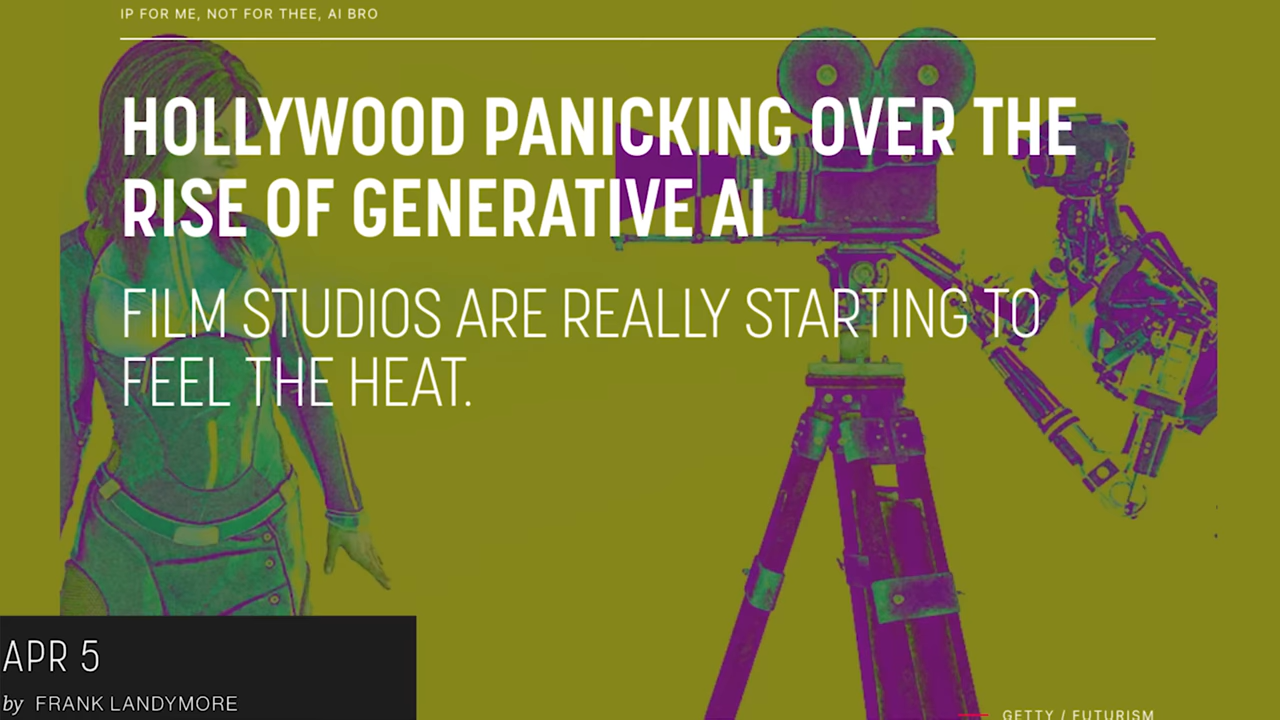 IP FOR ME, NOT FOR THEE, AI BRO
HOLLYWOOD PANICKING OVER THE
RISE OF GENERATIVE AI
FILM STUDIOS ARE REALLY STARTING TO
FEEL THE HEAT.
APR 5
by FRANK LANDYMORE
GETTY / FUTURISM